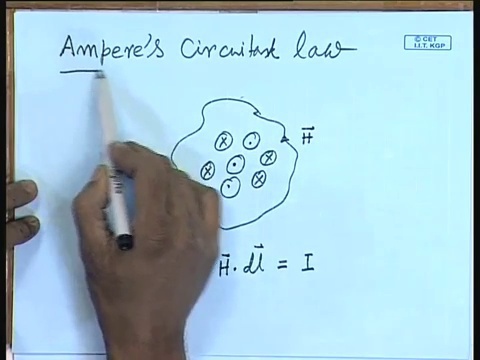 Ampere's Circuital law
© CET
I.I.T. KGP
H⃗
H⃗ · dl⃗ = I